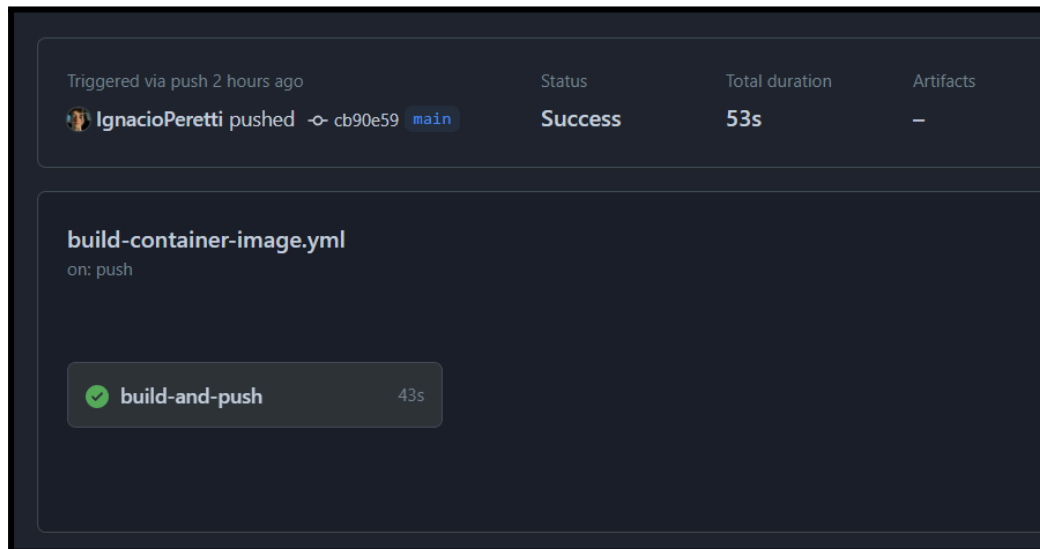 Triggered via push 2 hours ago
IgnacioPeretti pushed cb90e59 main
Status
Success
Total duration
53s
Artifacts
–
build-container-image.yml
on: push
build-and-push 43s